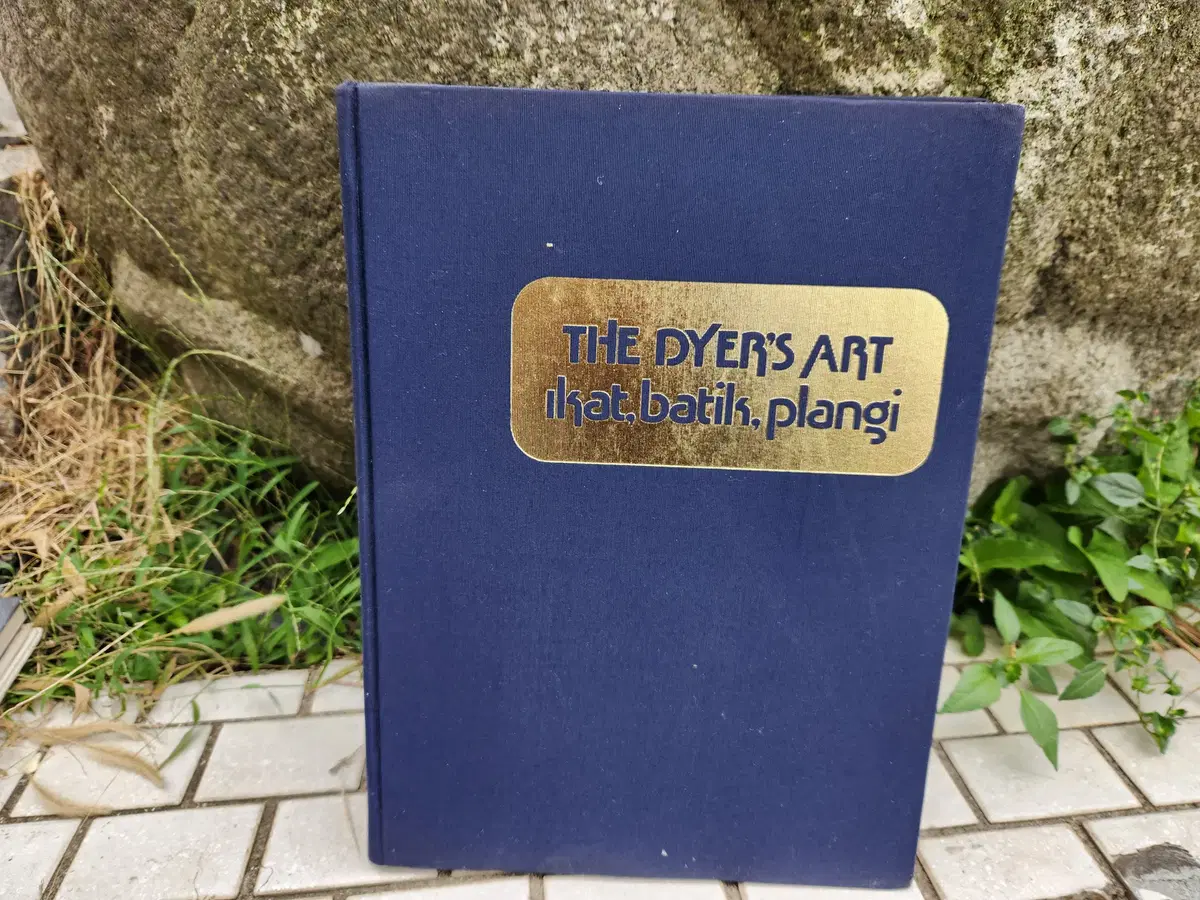 THE DYER'S ART
ikat, batik, plangi